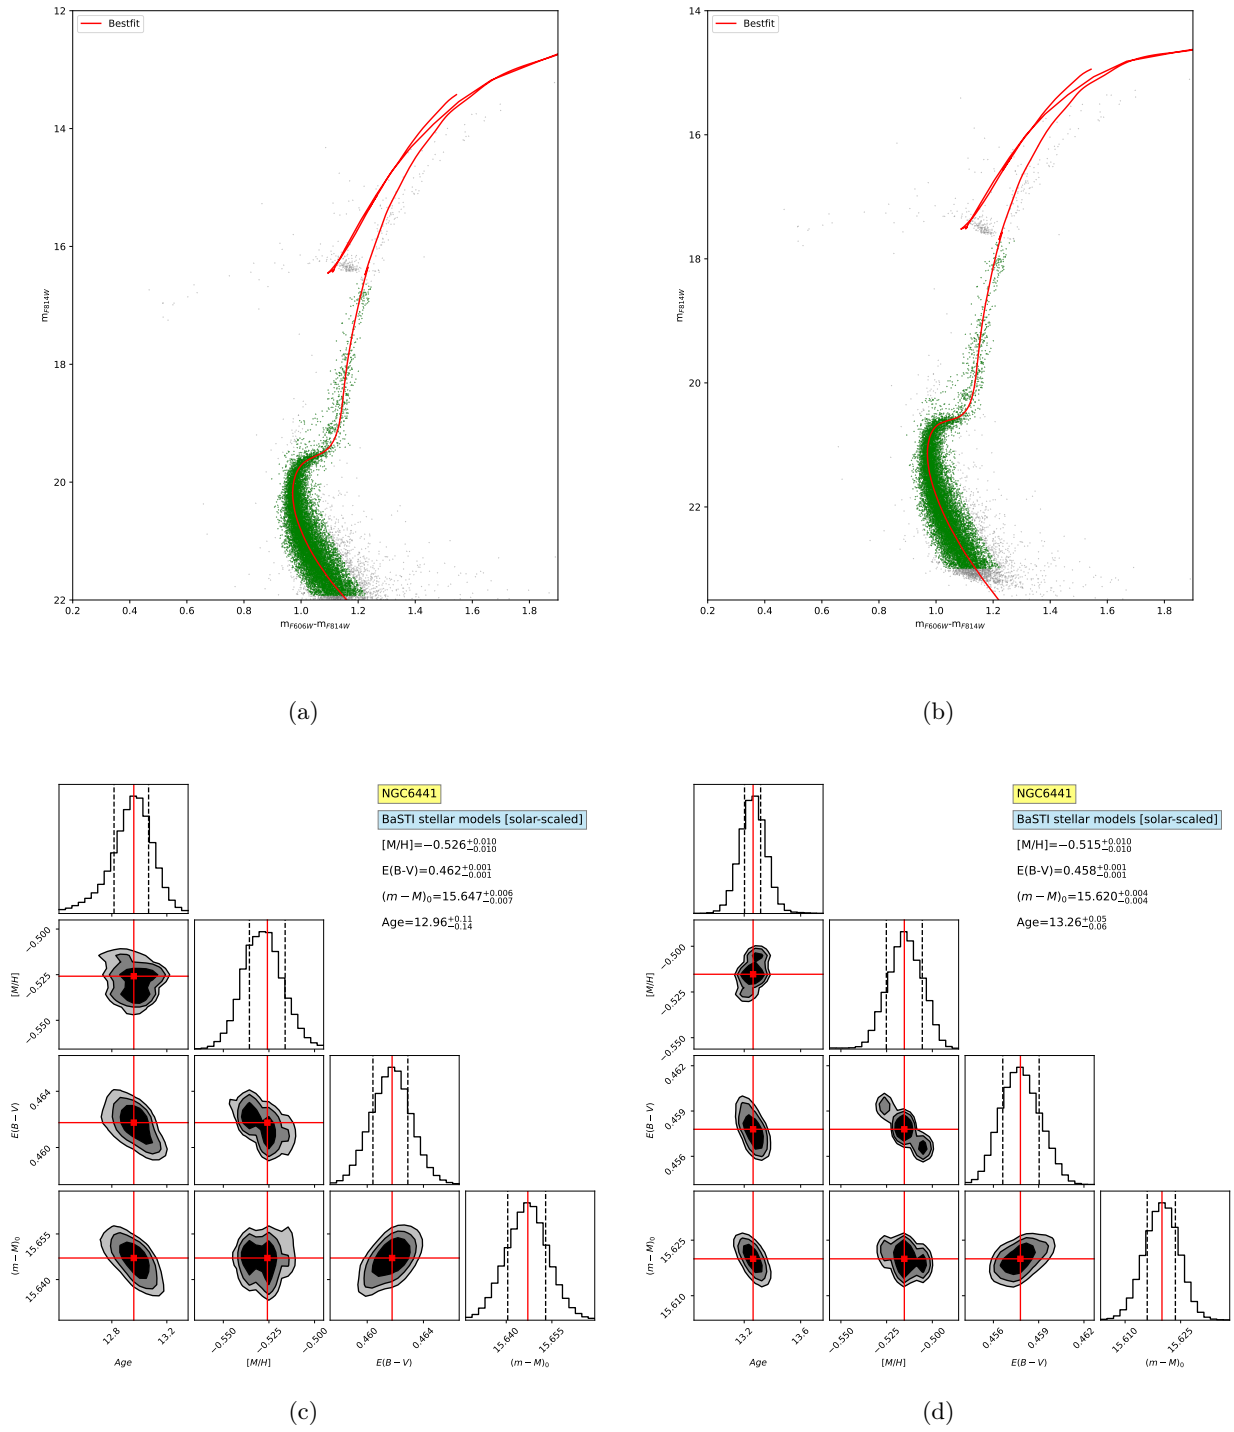 Bestfit
12
14
16
18
20
22
0.2 0.4 0.6 0.8 1.0 1.2 1.4 1.6 1.8
m_F814W
m_F606W-m_F814W
(a)
Bestfit
14
16
18
20
22
0.2 0.4 0.6 0.8 1.0 1.2 1.4 1.6 1.8
m_F814W
m_F606W-m_F814W
(b)
NGC6441
BaSTI stellar models [solar-scaled]
[M/H]=−0.526 +0.010 −0.010
E(B-V)=0.462 +0.001 −0.001
(m − M)₀=15.647 +0.006 −0.007
Age=12.96 +0.11 −0.14
[M/H]
−0.500
−0.525
−0.550
E(B − V)
0.464
0.460
(m − M)₀
15.655
15.640
12.8 13.2
−0.550 −0.525 −0.500
0.460 0.464
15.640 15.655
Age [M/H] E(B − V) (m − M)₀
(c)
NGC6441
BaSTI stellar models [solar-scaled]
[M/H]=−0.515 +0.010 −0.010
E(B-V)=0.458 +0.001 −0.001
(m − M)₀=15.620 +0.004 −0.004
Age=13.26 +0.05 −0.06
[M/H]
−0.500
−0.525
−0.550
E(B − V)
0.462
0.459
0.456
(m − M)₀
15.625
15.610
13.2 13.6
−0.550 −0.525 −0.500
0.456 0.459 0.462
15.610 15.625
Age [M/H] E(B − V) (m − M)₀
(d)